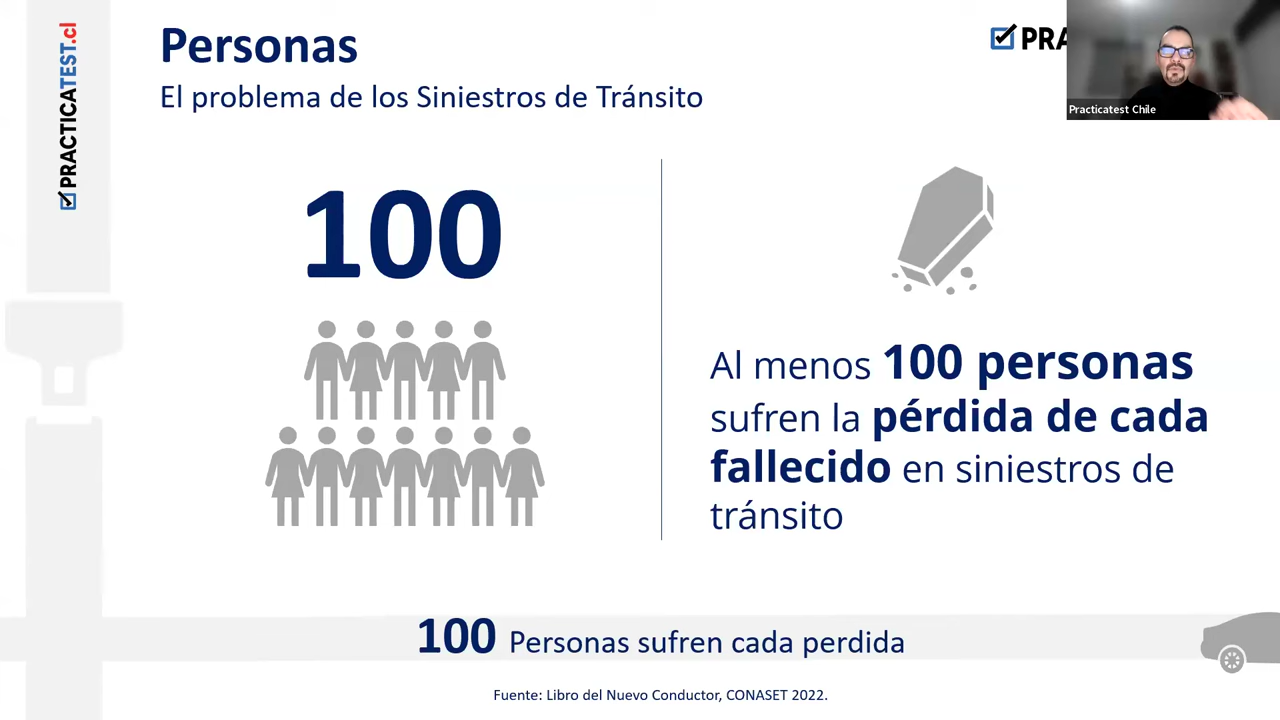 PRACTICATEST.cl
Personas
El problema de los Siniestros de Tránsito
PRA
Practicatest Chile
100
Al menos 100 personas
sufren la pérdida de cada
fallecido en siniestros de
tránsito
100 Personas sufren cada perdida
Fuente: Libro del Nuevo Conductor, CONASET 2022.